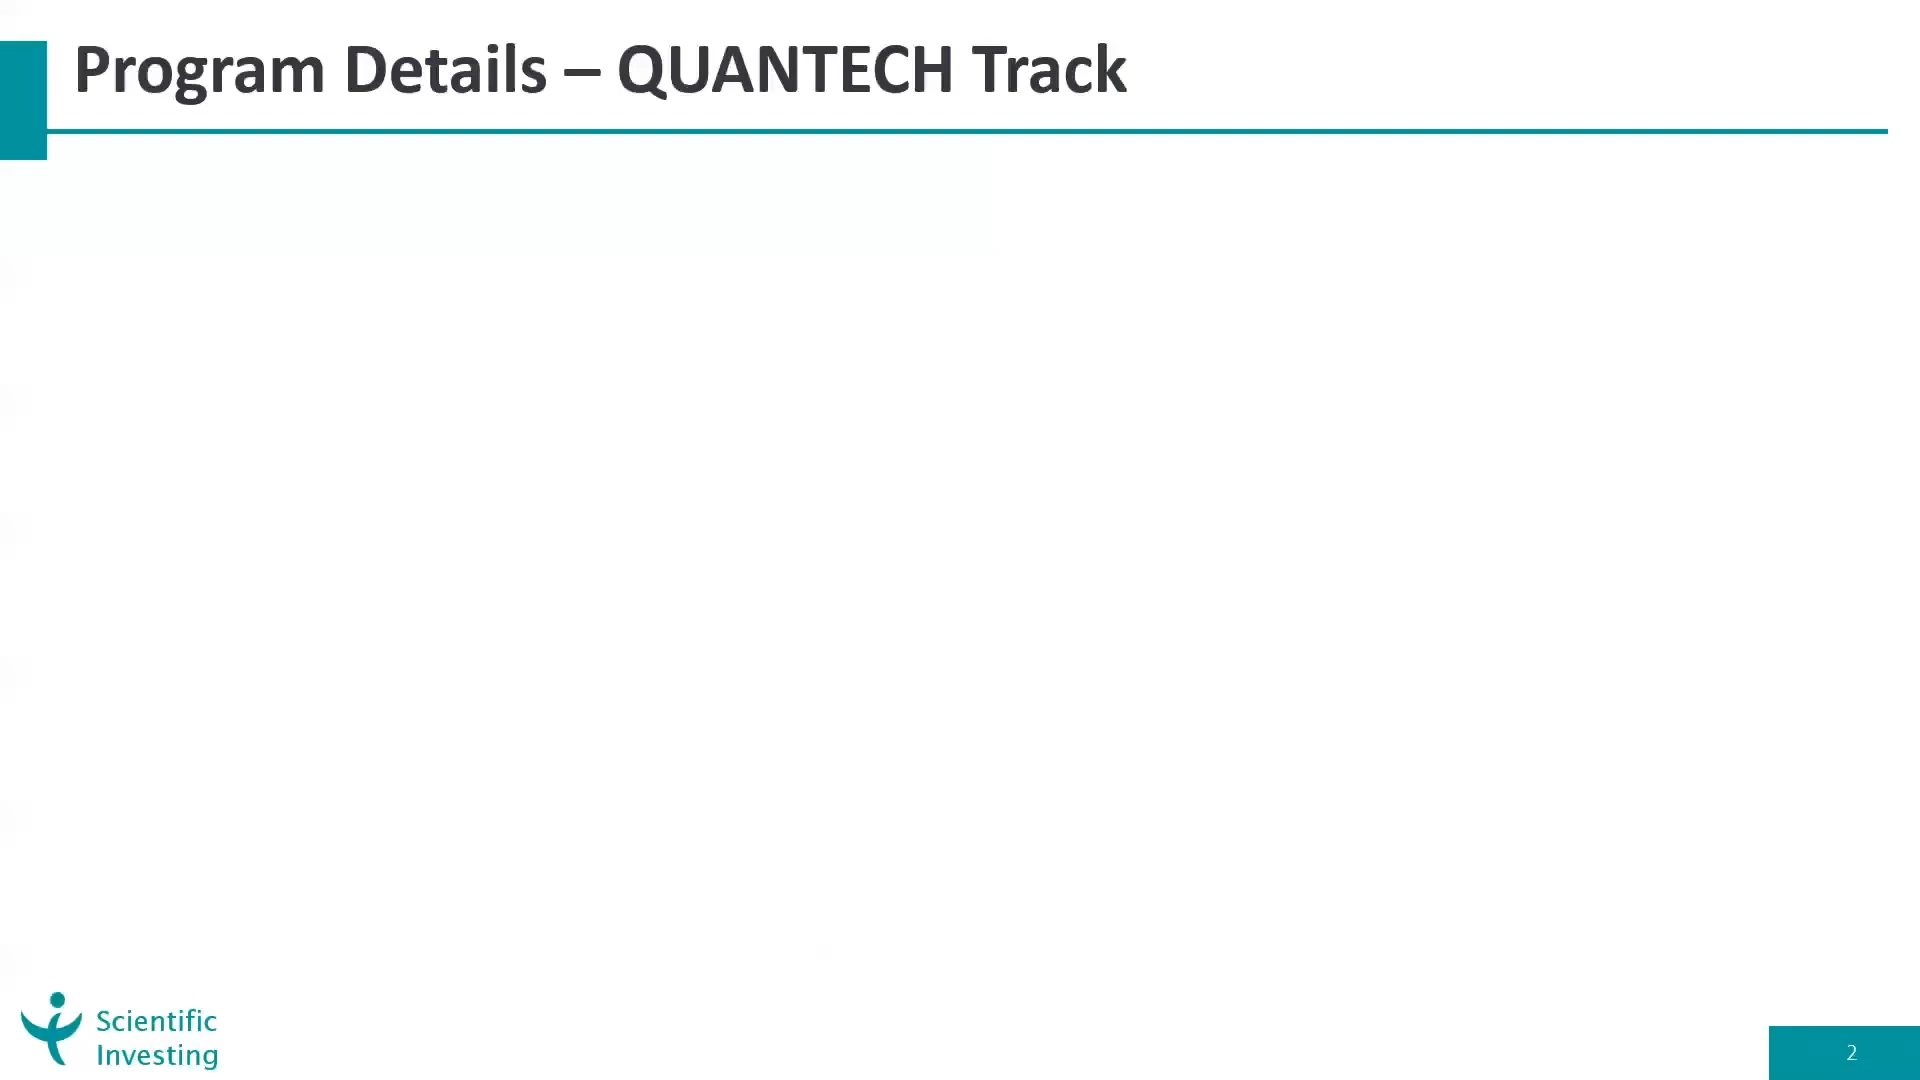 Program Details – QUANTECH Track
Scientific
Investing
2